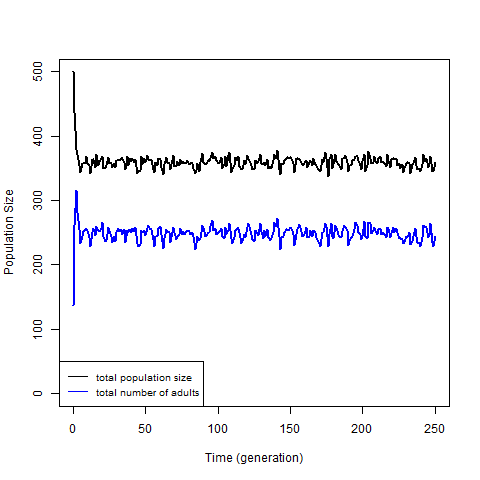 Population Size
500
400
300
200
100
0
total population size
total number of adults
0 50 100 150 200 250
Time (generation)